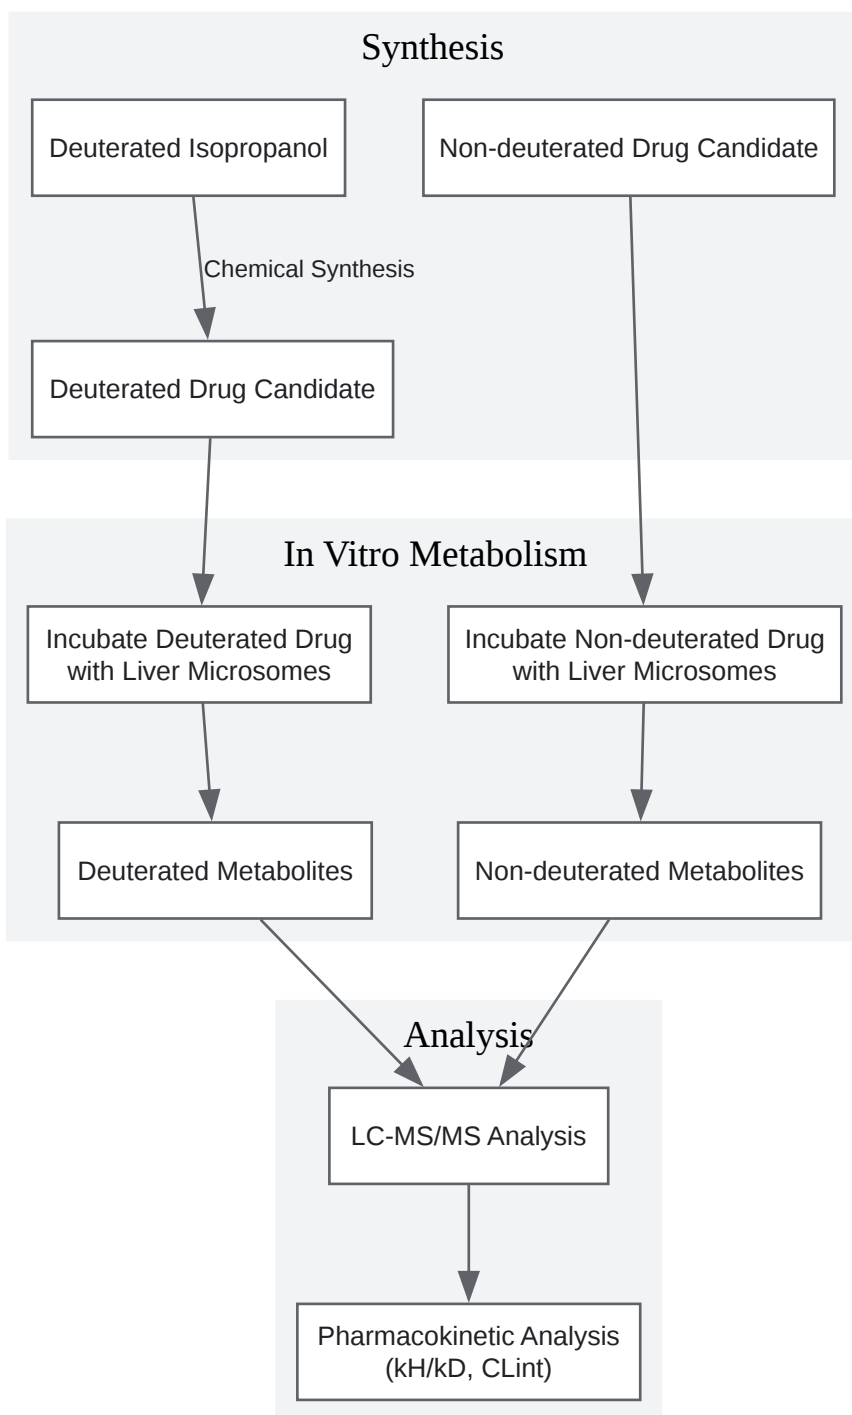 Synthesis
Deuterated Isopropanol
Non-deuterated Drug Candidate
Chemical Synthesis
Deuterated Drug Candidate
In Vitro Metabolism
Incubate Deuterated Drug
with Liver Microsomes
Incubate Non-deuterated Drug
with Liver Microsomes
Deuterated Metabolites
Non-deuterated Metabolites
Analysis
LC-MS/MS Analysis
Pharmacokinetic Analysis
(kH/kD, CLint)